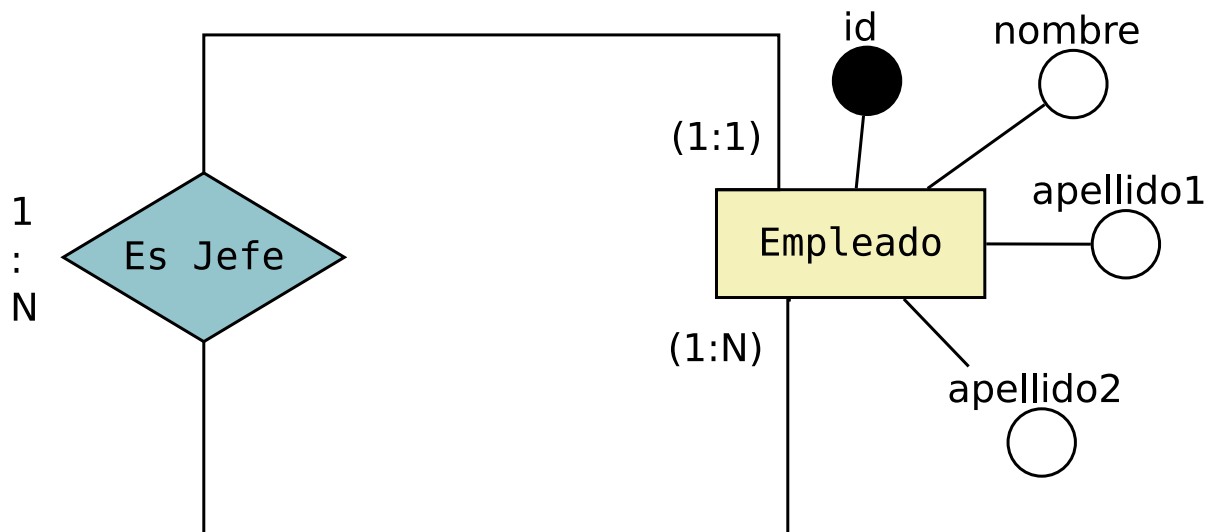 id
nombre
(1:1)
apellido1
1
:
N
Es Jefe
Empleado
(1:N)
apellido2